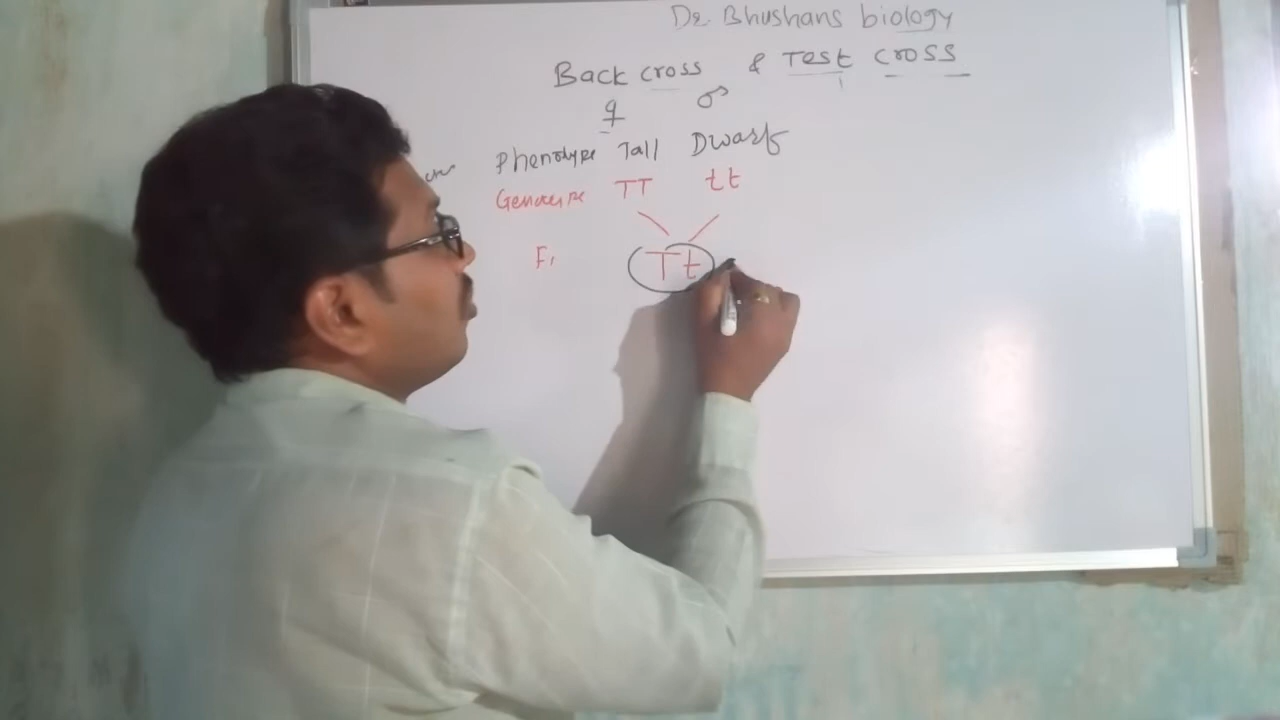 Dr. Bhushans biology
Back cross & Test cross
♀ ♂
Phenotype Tall Dwarf
Genotype TT tt
F1 Tt